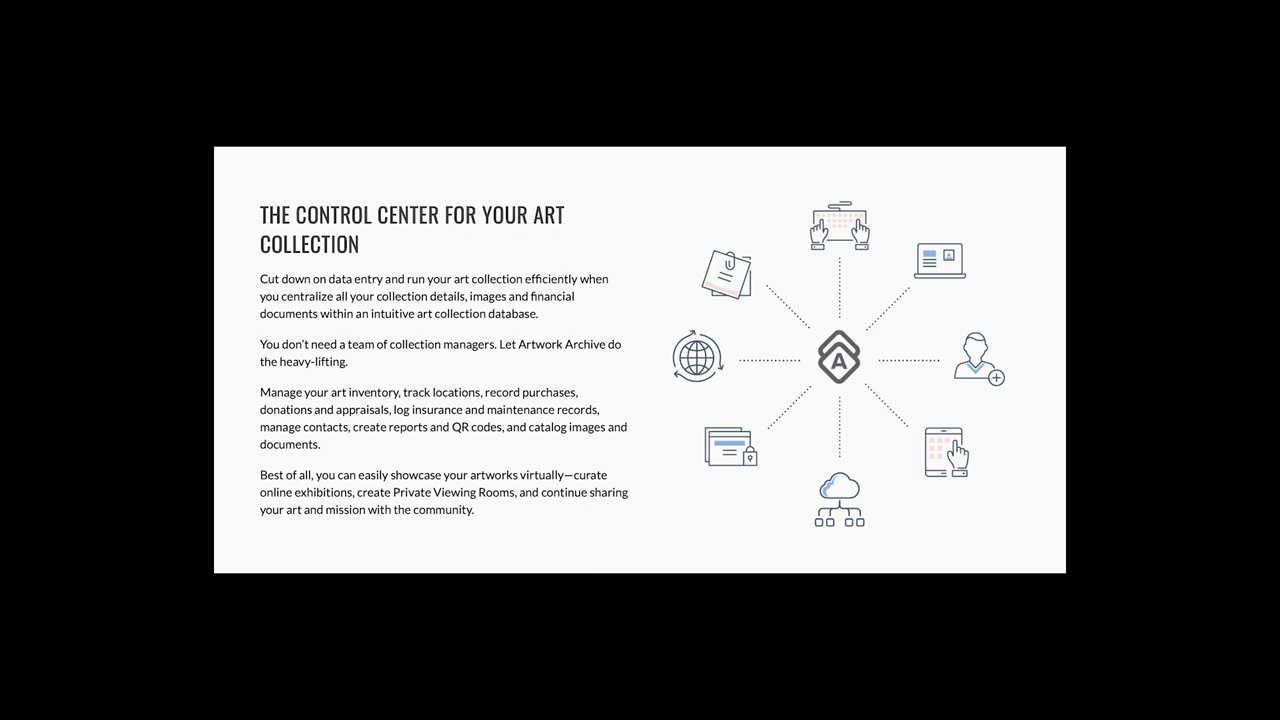 THE CONTROL CENTER FOR YOUR ART
COLLECTION
Cut down on data entry and run your art collection efficiently when
you centralize all your collection details, images and financial
documents within an intuitive art collection database.
You don’t need a team of collection managers. Let Artwork Archive do
the heavy-lifting.
Manage your art inventory, track locations, record purchases,
donations and appraisals, log insurance and maintenance records,
manage contacts, create reports and QR codes, and catalog images and
documents.
Best of all, you can easily showcase your artworks virtually—curate
online exhibitions, create Private Viewing Rooms, and continue sharing
your art and mission with the community.
A